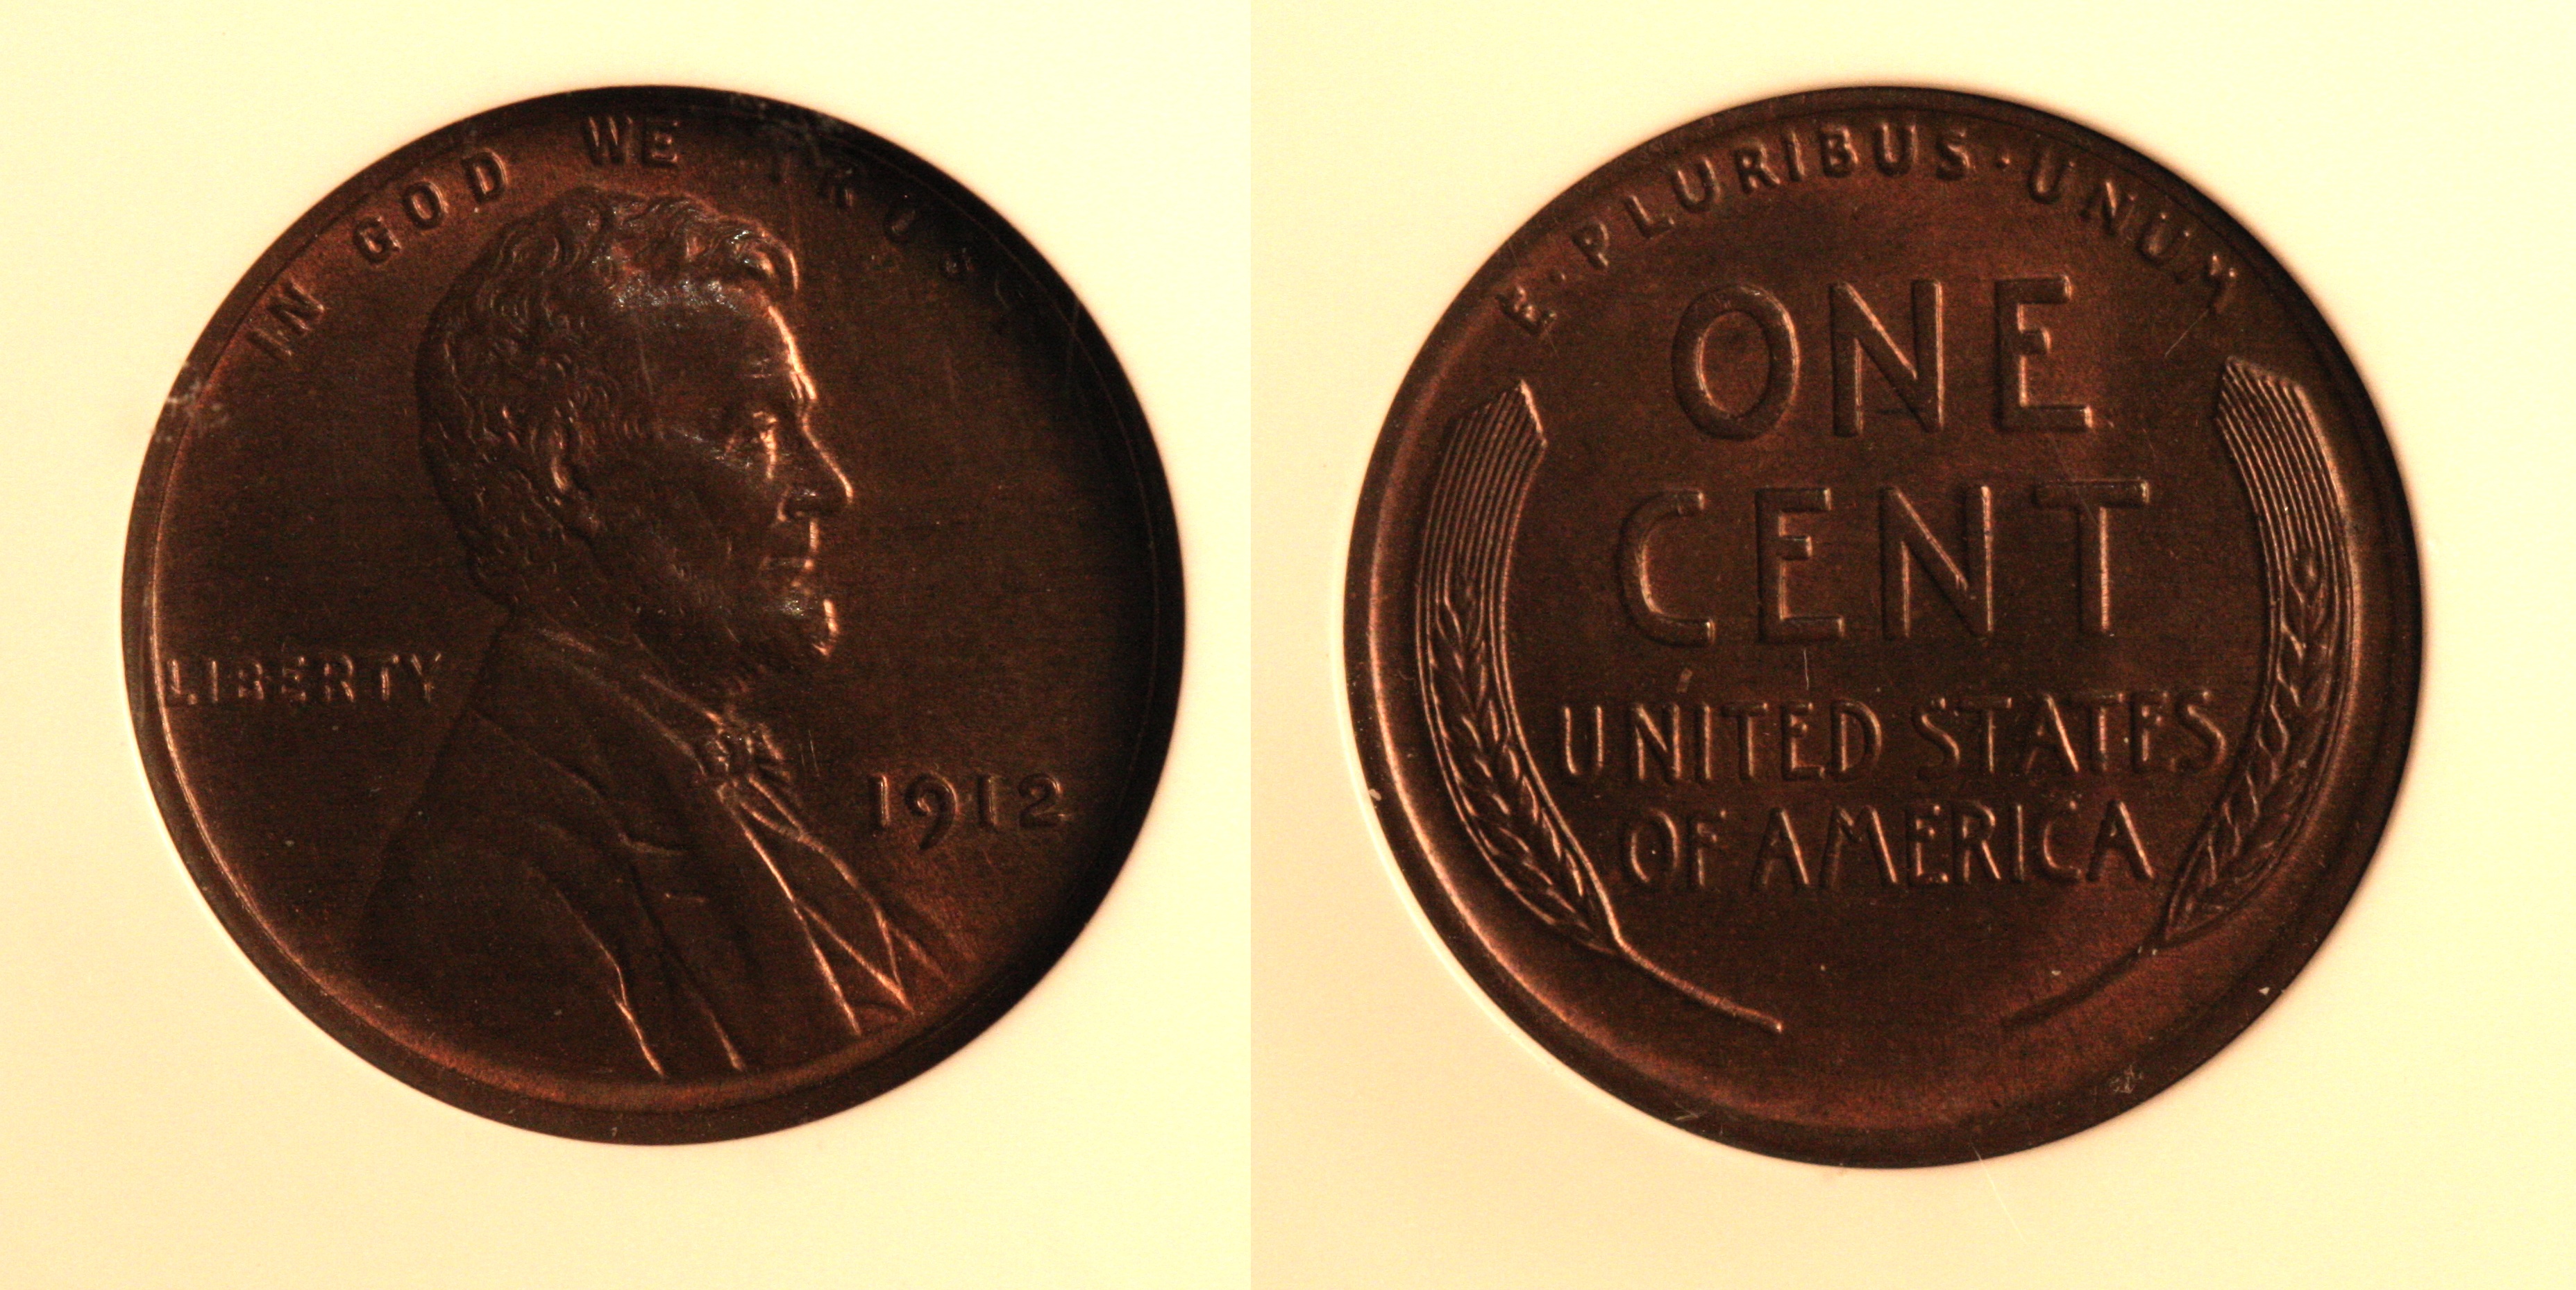 IN GOD WE TRUST
LIBERTY
1912
E·PLURIBUS·UNUM
ONE
CENT
UNITED STATES
OF AMERICA